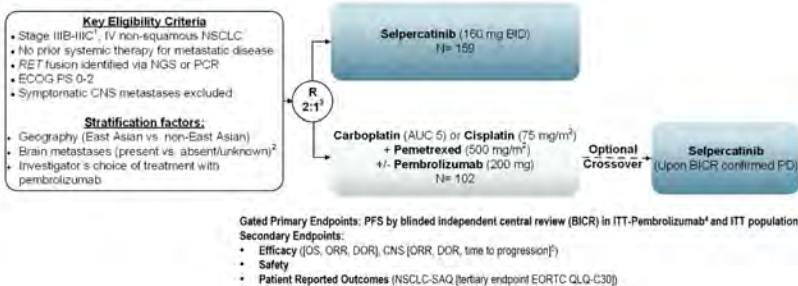 Key Eligibility Criteria
• Stage IIIB-IIIC¹, IV non-squamous NSCLC
• No prior systemic therapy for metastatic disease
• RET fusion identified via NGS or PCR
• ECOG PS 0-2
• Symptomatic CNS metastases excluded
Stratification factors:
• Geography (East Asian vs. non-East Asian)
• Brain metastases (present vs. absent/unknown)²
• Investigator's choice of treatment with
pembrolizumab
R
2:1³
Selpercatinib (160 mg BID)
N= 159
Carboplatin (AUC 5) or Cisplatin (75 mg/m²)
+ Pemetrexed (500 mg/m²)
+/- Pembrolizumab (200 mg)
N= 102
Optional
Crossover
Selpercatinib
(Upon BICR confirmed PD)
Gated Primary Endpoints: PFS by blinded independent central review (BICR) in ITT-Pembrolizumab⁴ and ITT population
Secondary Endpoints:
• Efficacy ([OS, ORR, DOR], CNS [ORR, DOR, time to progression]⁵)
• Safety
• Patient Reported Outcomes (NSCLC-SAQ [tertiary endpoint EORTC QLQ-C30])